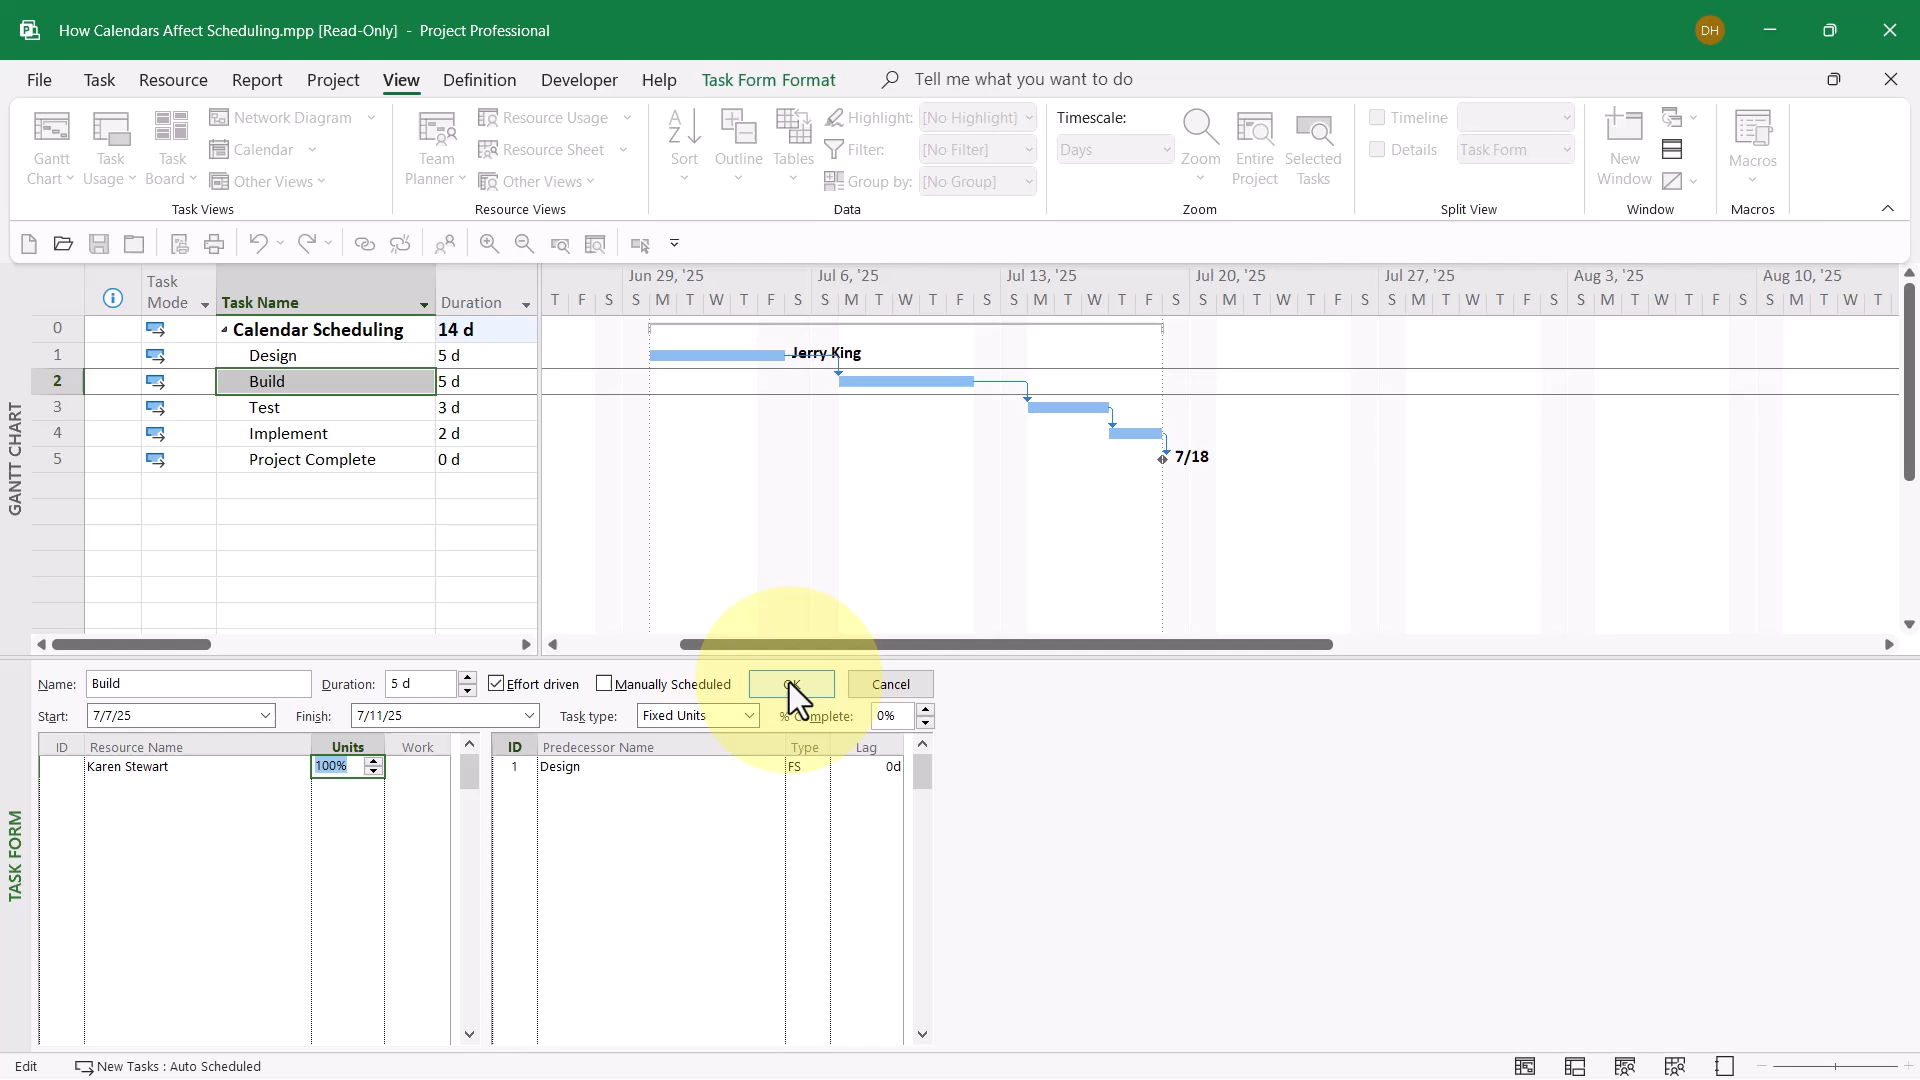 How Calendars Affect Scheduling.mpp [Read-Only] - Project Professional
DH
File Task Resource Report Project View Definition Developer Help Task Form Format Tell me what you want to do
Gantt Chart
Task Usage
Task Board
Network Diagram
Calendar
Other Views
Task Views
Team Planner
Resource Usage
Resource Sheet
Other Views
Resource Views
Sort
Outline
Tables
Highlight: [No Highlight]
Filter: [No Filter]
Group by: [No Group]
Data
Timescale:
Days
Zoom
Entire Project
Selected Tasks
Zoom
Timeline
Details Task Form
Split View
New Window
Window
Macros
Macros
Task Mode Task Name Duration
Jun 29, '25 Jul 6, '25 Jul 13, '25 Jul 20, '25 Jul 27, '25 Aug 3, '25 Aug 10, '25
T F S S M T W T F S S M T W T F S S M T W T F S S M T W T F S S M T W T F S S M T W T F S S M T W T
0 Calendar Scheduling 14 d
1 Design 5 d Jerry King
2 Build 5 d
3 Test 3 d
4 Implement 2 d
5 Project Complete 0 d 7/18
GANTT CHART
Name: Build Duration: 5 d Effort driven Manually Scheduled OK Cancel
Start: 7/7/25 Finish: 7/11/25 Task type: Fixed Units % Complete: 0%
ID Resource Name Units Work ID Predecessor Name Type Lag
Karen Stewart 100% 1 Design FS 0d
TASK FORM
Edit New Tasks : Auto Scheduled